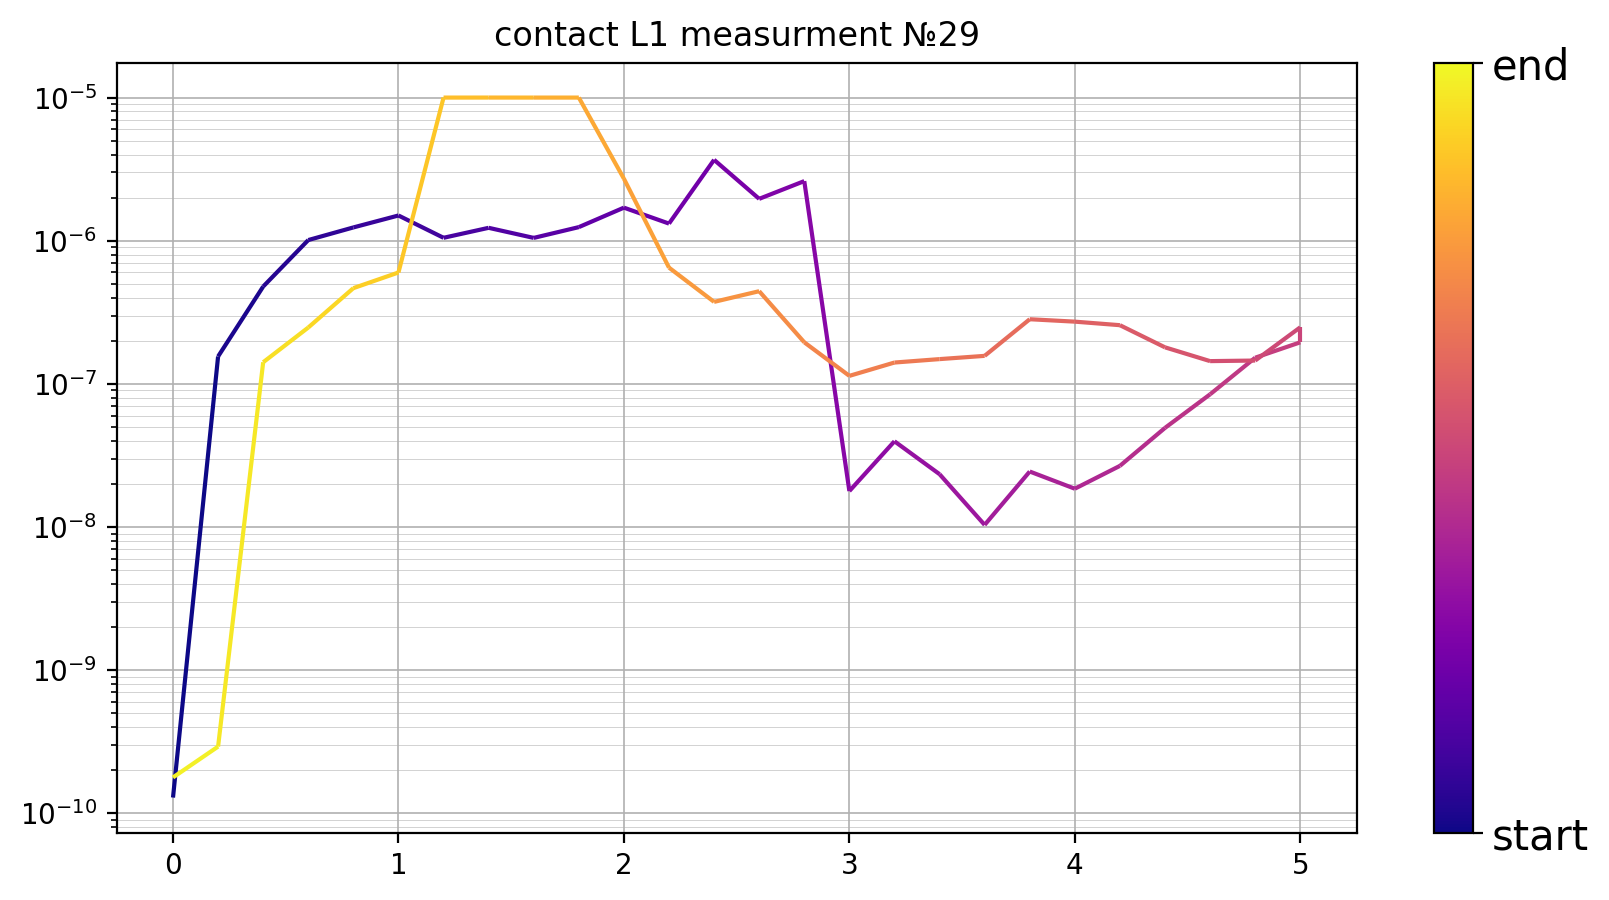 contact L1 measurment №29
10⁻⁵
10⁻⁶
10⁻⁷
10⁻⁸
10⁻⁹
10⁻¹⁰
0 1 2 3 4 5
end
start